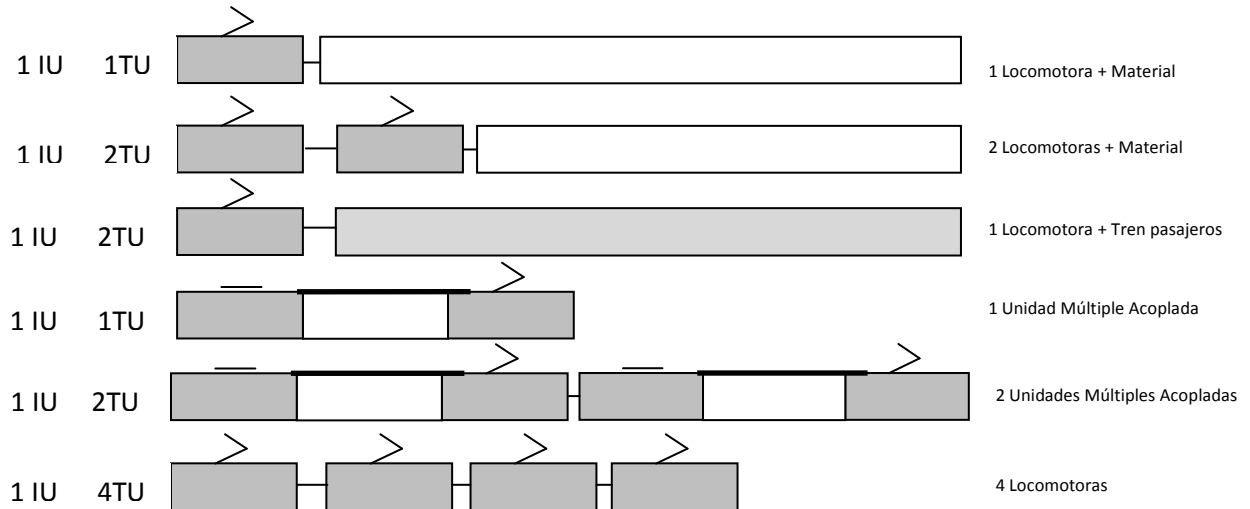 1 IU 1TU 1 Locomotora + Material
1 IU 2TU 2 Locomotoras + Material
1 IU 2TU 1 Locomotora + Tren pasajeros
1 IU 1TU 1 Unidad Múltiple Acoplada
1 IU 2TU 2 Unidades Múltiples Acopladas
1 IU 4TU 4 Locomotoras